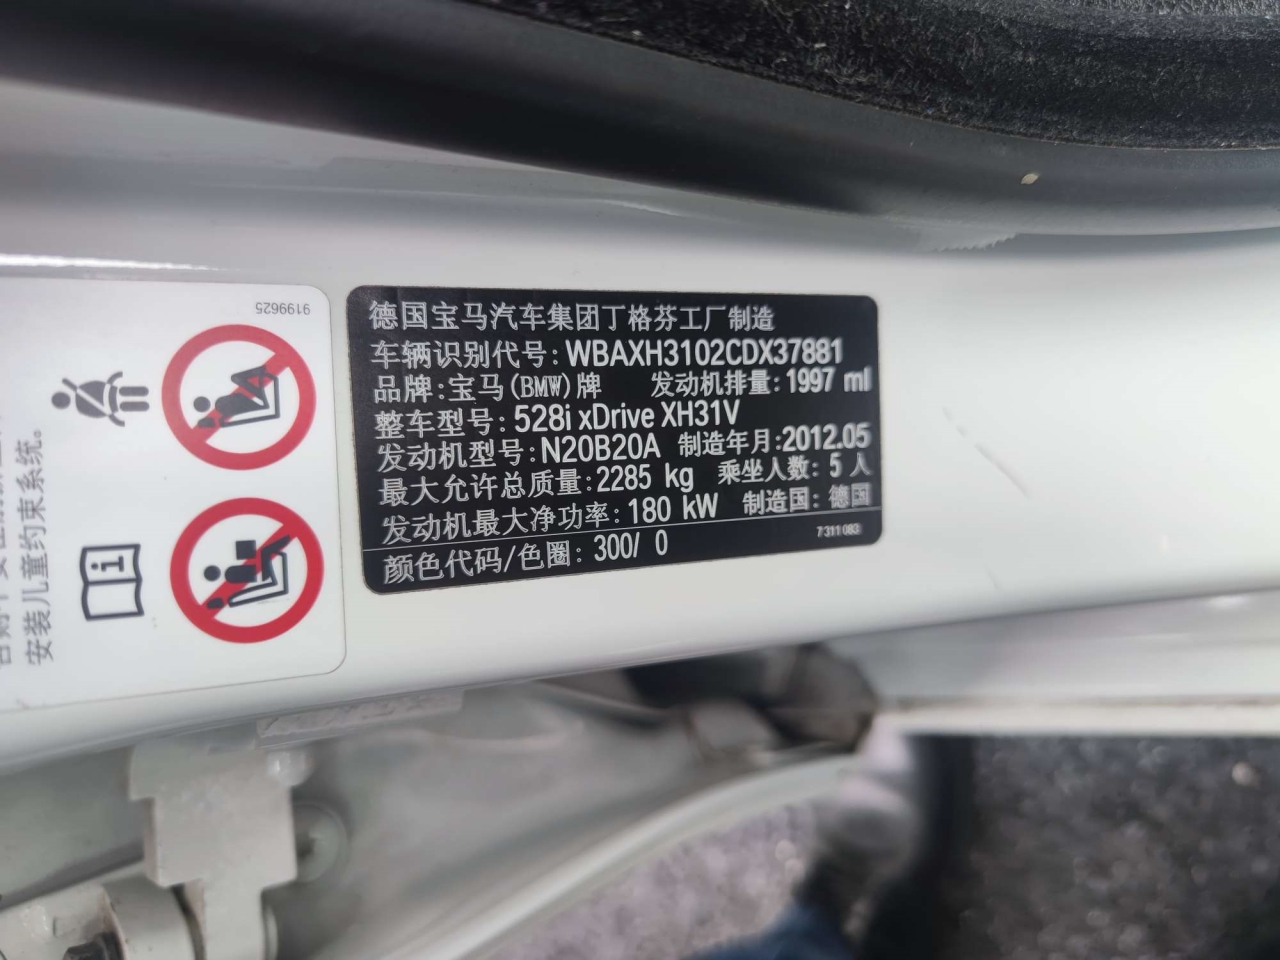 德国宝马汽车集团丁格芬工厂制造
车辆识别代号: WBAXH3102CDX37881
品牌:宝马(BMW)牌 发动机排量: 1997 ml
整车型号: 528i xDrive XH31V
发动机型号: N20B20A 制造年月:2012.05
最大允许总质量:2285 kg 乘坐人数: 5 人
发动机最大净功率:180 kW 制造国: 德国
颜色代码/色圈: 300/ 0
7311083
9199625
安装儿童约束系统。